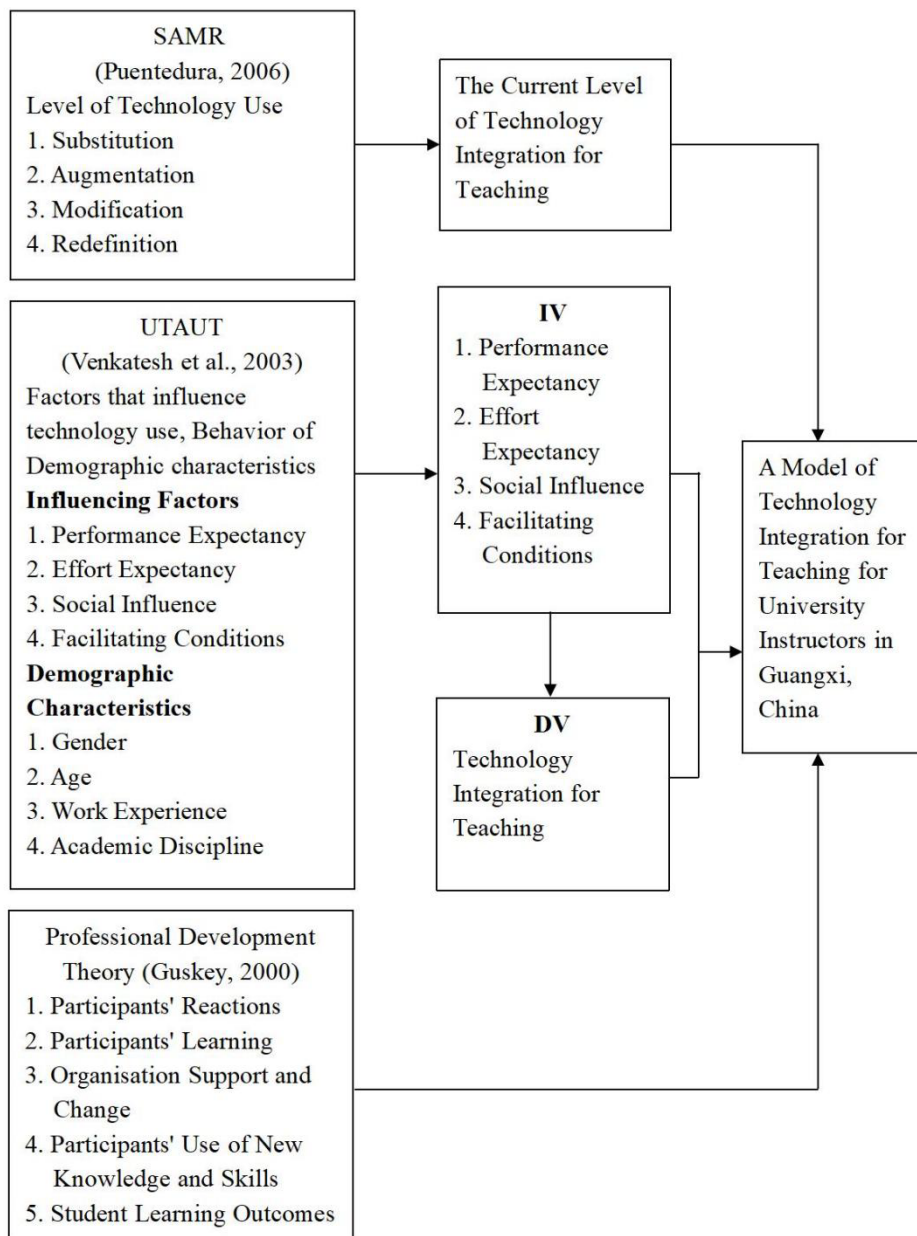 SAMR
(Puentedura, 2006)
Level of Technology Use
1. Substitution
2. Augmentation
3. Modification
4. Redefinition
The Current Level
of Technology
Integration for
Teaching
UTAUT
(Venkatesh et al., 2003)
Factors that influence
technology use, Behavior of
Demographic characteristics
Influencing Factors
1. Performance Expectancy
2. Effort Expectancy
3. Social Influence
4. Facilitating Conditions
Demographic
Characteristics
1. Gender
2. Age
3. Work Experience
4. Academic Discipline
IV
1. Performance
Expectancy
2. Effort
Expectancy
3. Social Influence
4. Facilitating
Conditions
DV
Technology
Integration for
Teaching
A Model of
Technology
Integration for
Teaching for
University
Instructors in
Guangxi,
China
Professional Development
Theory (Guskey, 2000)
1. Participants' Reactions
2. Participants' Learning
3. Organisation Support and
Change
4. Participants' Use of New
Knowledge and Skills
5. Student Learning Outcomes